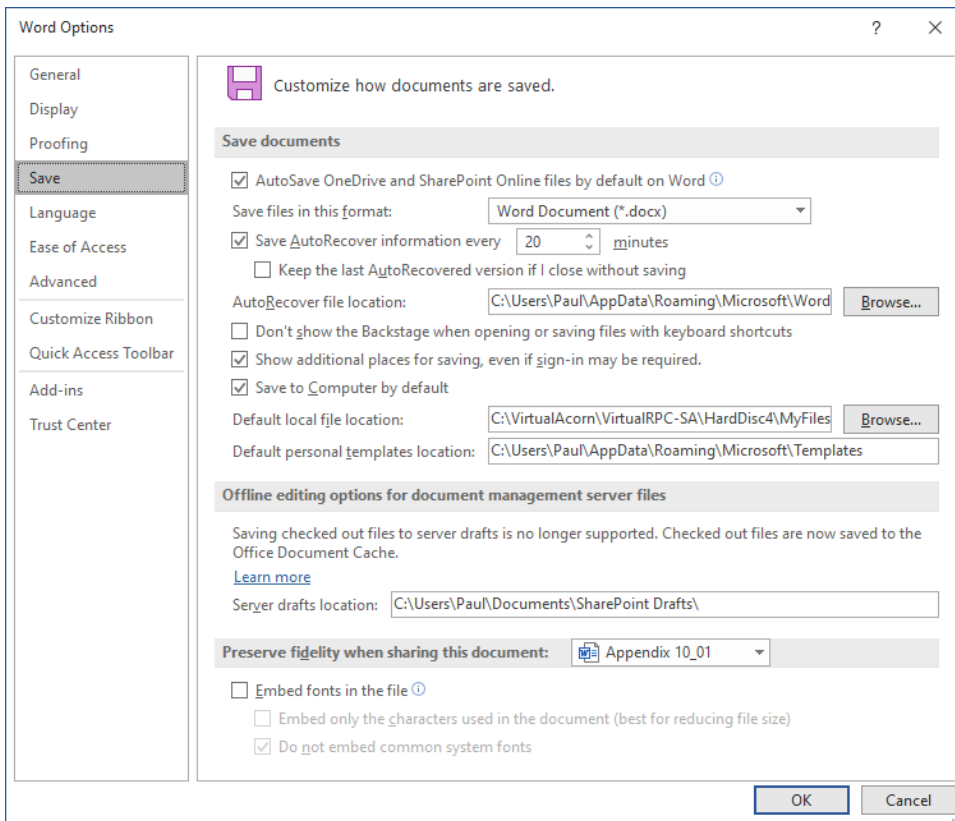 Word Options
?
General
Display
Proofing
Save
Language
Ease of Access
Advanced
Customize Ribbon
Quick Access Toolbar
Add-ins
Trust Center
Customize how documents are saved.
Save documents
AutoSave OneDrive and SharePoint Online files by default on Word
Save files in this format: Word Document (*.docx)
Save AutoRecover information every 20 minutes
Keep the last AutoRecovered version if I close without saving
AutoRecover file location: C:\Users\Paul\AppData\Roaming\Microsoft\Word Browse...
Don't show the Backstage when opening or saving files with keyboard shortcuts
Show additional places for saving, even if sign-in may be required.
Save to Computer by default
Default local file location: C:\VirtualAcorn\VirtualRPC-SA\HardDisc4\MyFiles Browse...
Default personal templates location: C:\Users\Paul\AppData\Roaming\Microsoft\Templates
Offline editing options for document management server files
Saving checked out files to server drafts is no longer supported. Checked out files are now saved to the
Office Document Cache.
Learn more
Server drafts location: C:\Users\Paul\Documents\SharePoint Drafts\
Preserve fidelity when sharing this document: Appendix 10_01
Embed fonts in the file
Embed only the characters used in the document (best for reducing file size)
Do not embed common system fonts
OK Cancel